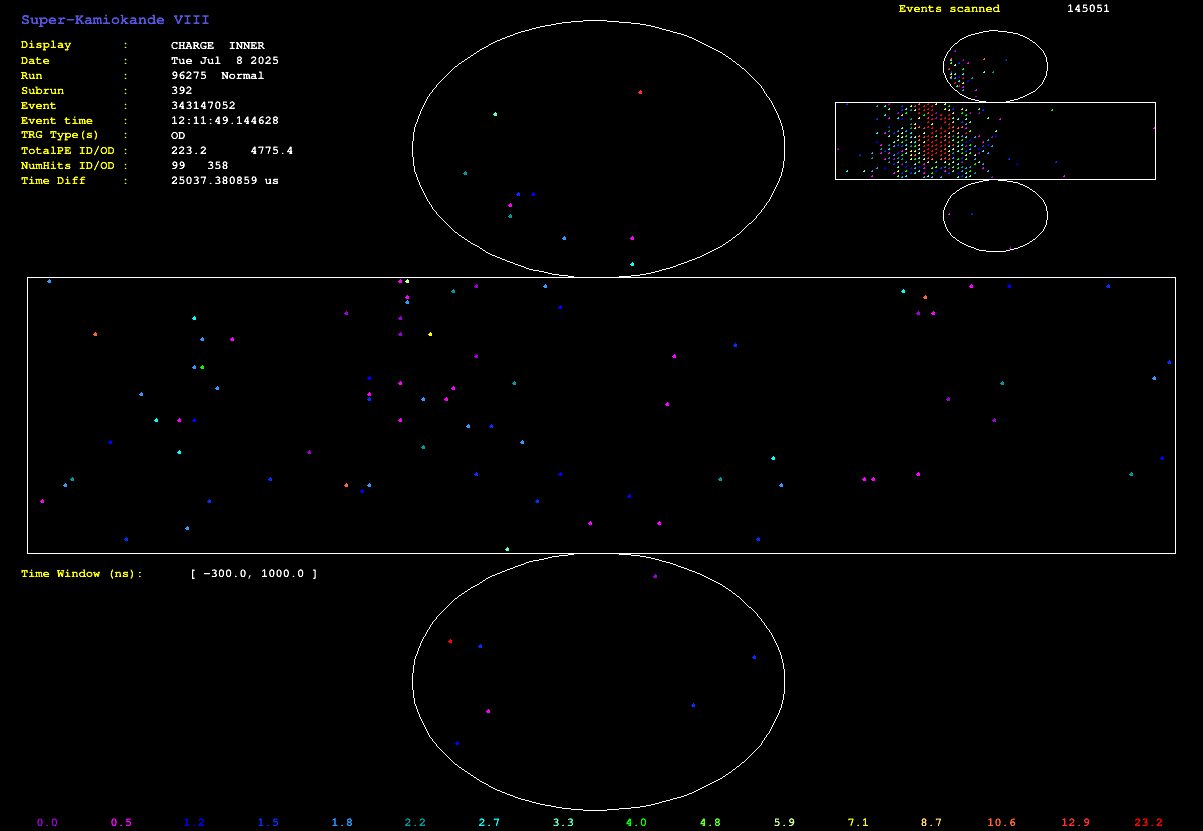 Super-Kamiokande VIII
Events scanned 145051
Display : CHARGE INNER
Date : Tue Jul 8 2025
Run : 96275 Normal
Subrun : 392
Event : 343147052
Event time : 12:11:49.144628
TRG Type(s) : OD
TotalPE ID/OD : 223.2 4775.4
NumHits ID/OD : 99 358
Time Diff : 25037.380859 us
Time Window (ns): [ -300.0, 1000.0 ]
0.0 0.5 1.2 1.5 1.8 2.2 2.7 3.3 4.0 4.8 5.9 7.1 8.7 10.6 12.9 23.2